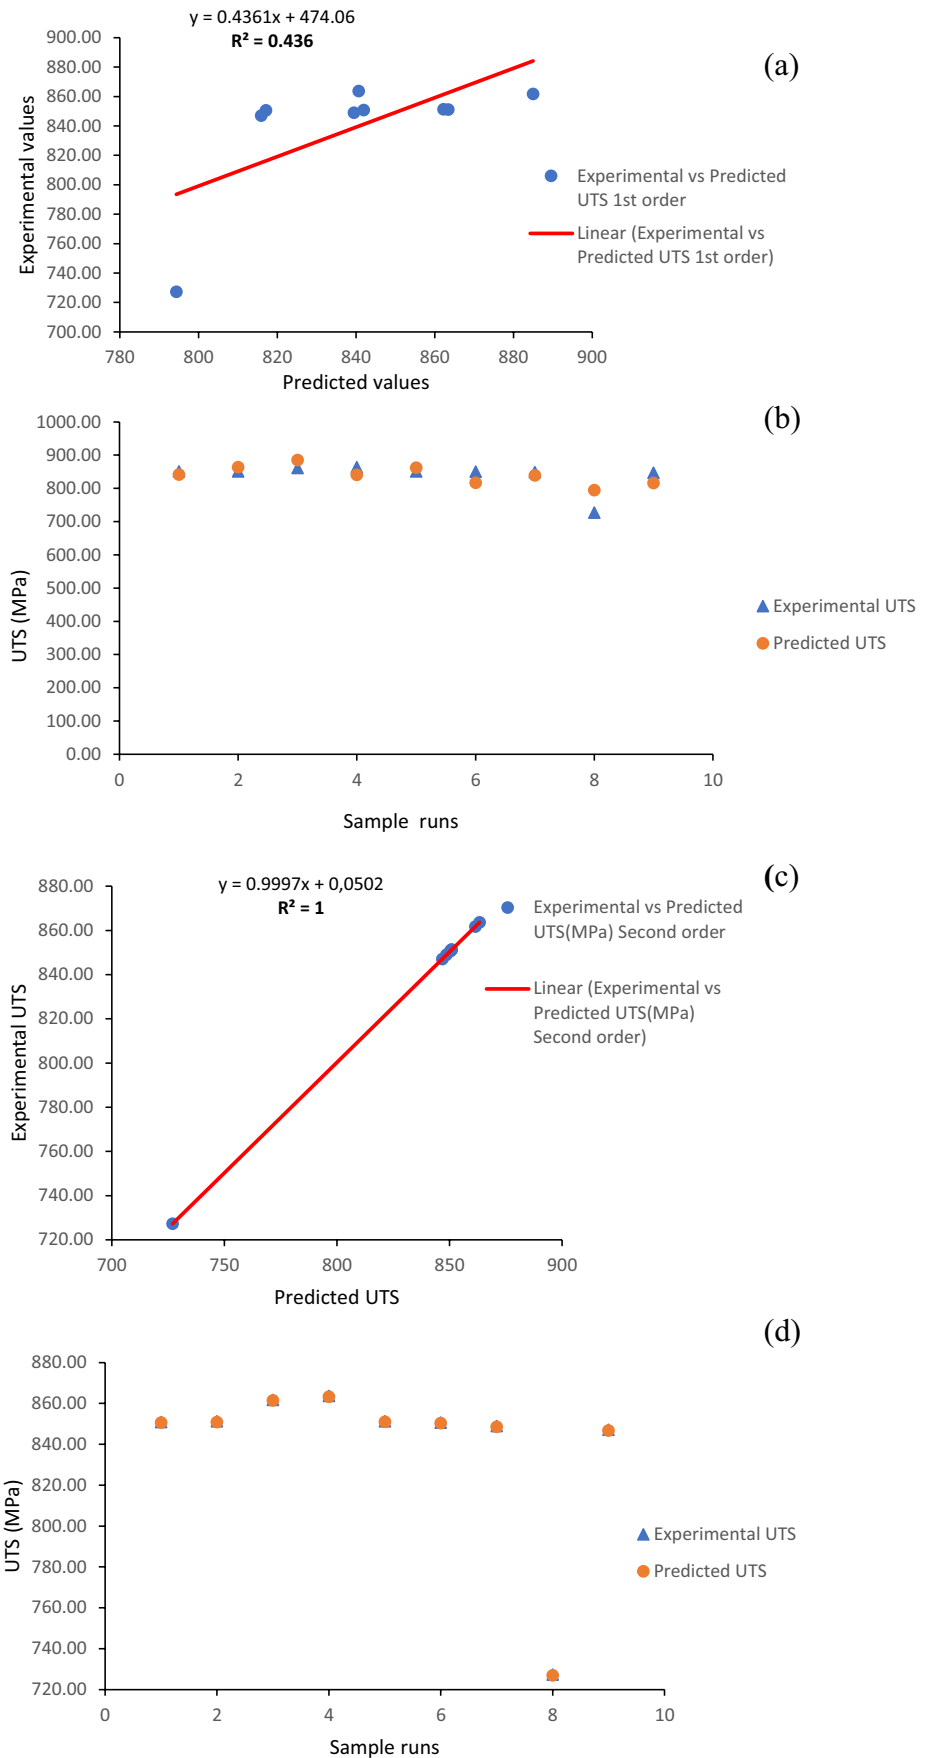 y = 0.4361x + 474.06
R² = 0.436
(a)
900.00
880.00
860.00
840.00
820.00
800.00
780.00
760.00
740.00
720.00
700.00
Experimental values
780 800 820 840 860 880 900
Predicted values
Experimental vs Predicted
UTS 1st order
Linear (Experimental vs
Predicted UTS 1st order)
(b)
1000.00
900.00
800.00
700.00
600.00
500.00
400.00
300.00
200.00
100.00
0.00
UTS (MPa)
0 2 4 6 8 10
Sample runs
Experimental UTS
Predicted UTS
(c)
y = 0.9997x + 0,0502
R² = 1
880.00
860.00
840.00
820.00
800.00
780.00
760.00
740.00
720.00
Experimental UTS
700 750 800 850 900
Predicted UTS
Experimental vs Predicted
UTS(MPa) Second order
Linear (Experimental vs
Predicted UTS(MPa)
Second order)
(d)
880.00
860.00
840.00
820.00
800.00
780.00
760.00
740.00
720.00
UTS (MPa)
0 2 4 6 8 10
Sample runs
Experimental UTS
Predicted UTS